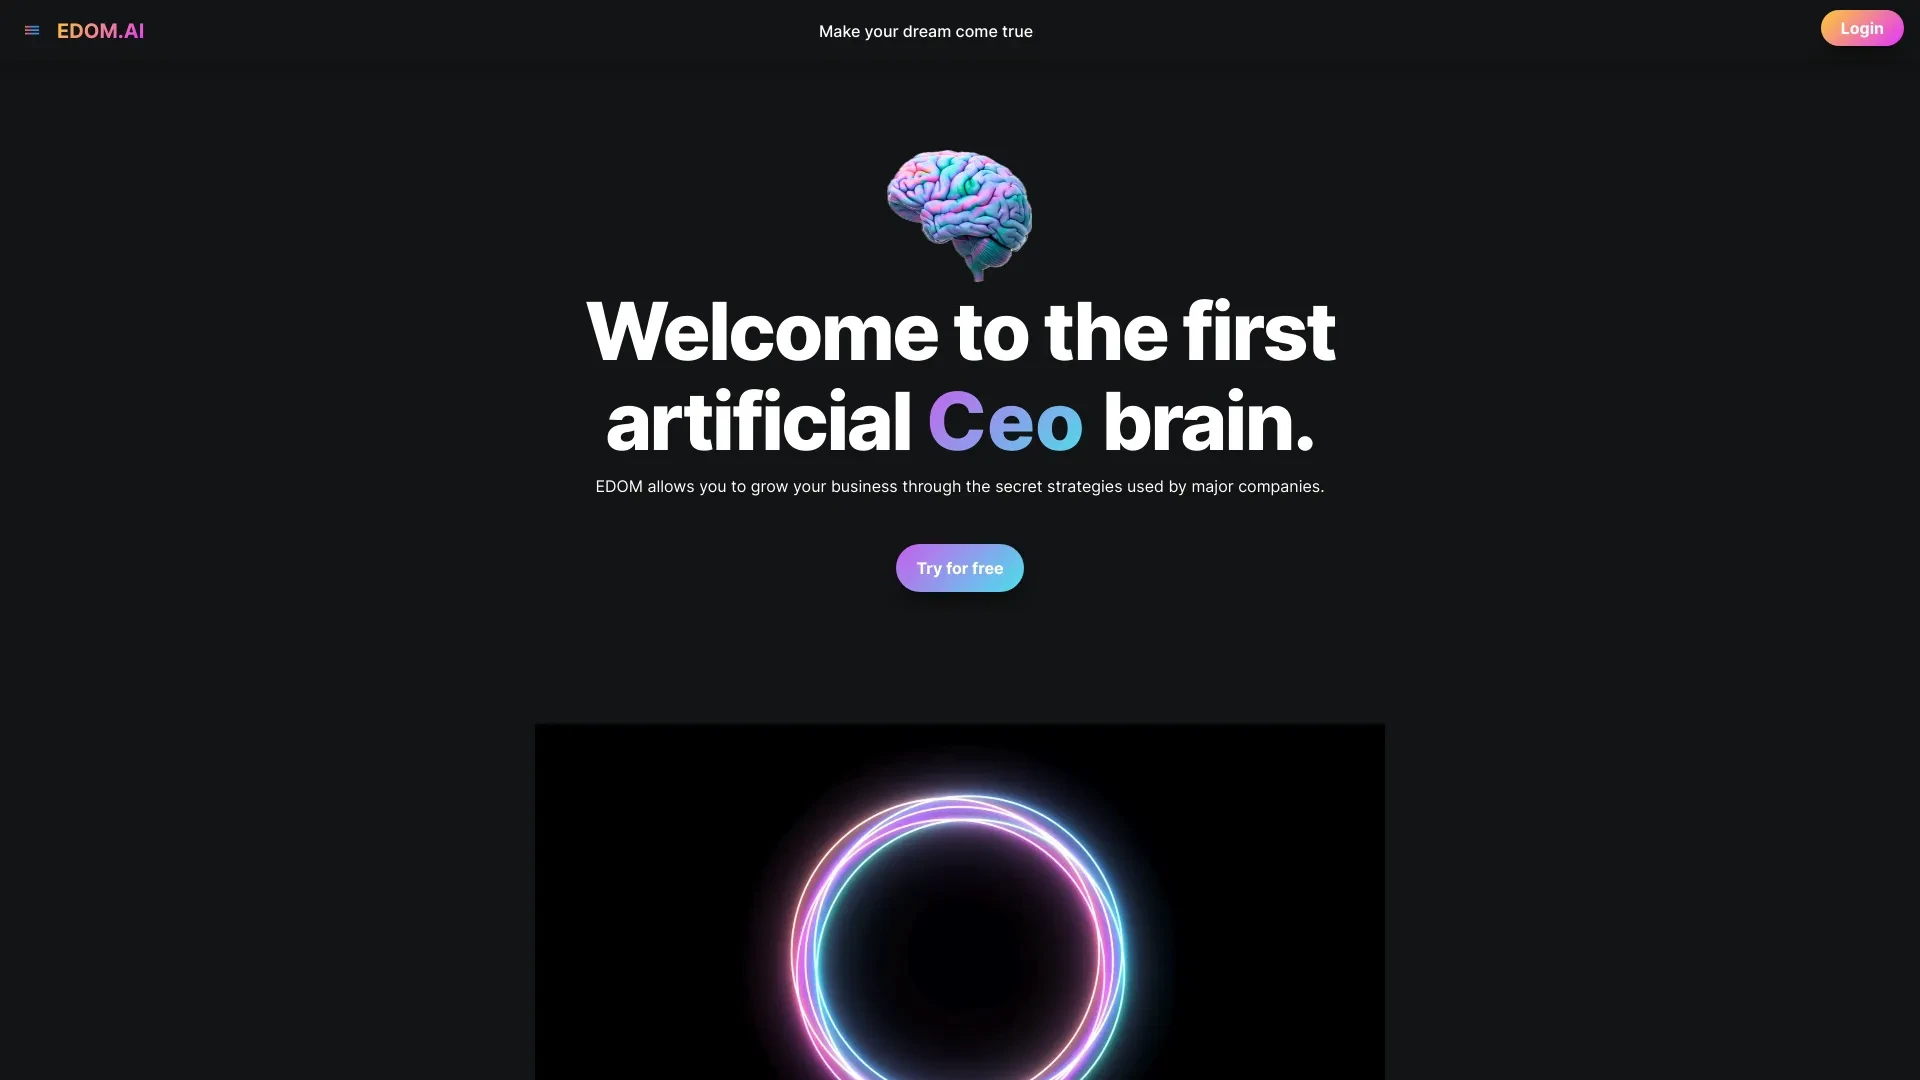 EDOM.AI
Make your dream come true
Login
Welcome to the first
artificial Ceo brain.
EDOM allows you to grow your business through the secret strategies used by major companies.
Try for free